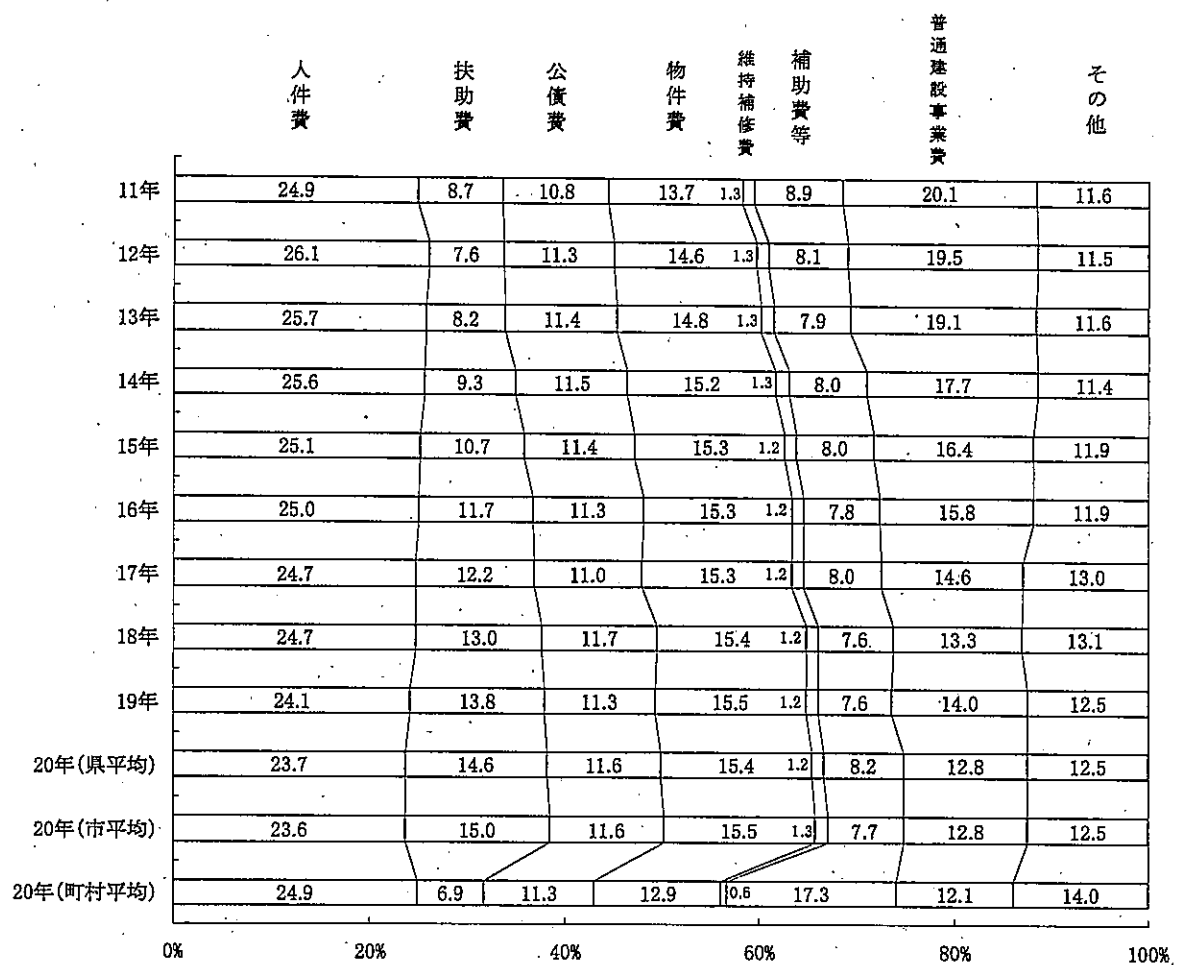 人件費
扶助費
公債費
物件費
維持補修費
補助費等
普通建設事業費
その他
11年 24.9 8.7 10.8 13.7 1.3 8.9 20.1 11.6
12年 26.1 7.6 11.3 14.6 1.3 8.1 19.5 11.5
13年 25.7 8.2 11.4 14.8 1.3 7.9 19.1 11.6
14年 25.6 9.3 11.5 15.2 1.3 8.0 17.7 11.4
15年 25.1 10.7 11.4 15.3 1.2 8.0 16.4 11.9
16年 25.0 11.7 11.3 15.3 1.2 7.8 15.8 11.9
17年 24.7 12.2 11.0 15.3 1.2 8.0 14.6 13.0
18年 24.7 13.0 11.7 15.4 1.2 7.6 13.3 13.1
19年 24.1 13.8 11.3 15.5 1.2 7.6 14.0 12.5
20年(県平均) 23.7 14.6 11.6 15.4 1.2 8.2 12.8 12.5
20年(市平均) 23.6 15.0 11.6 15.5 1.3 7.7 12.8 12.5
20年(町村平均) 24.9 6.9 11.3 12.9 0.6 17.3 12.1 14.0
0% 20% 40% 60% 80% 100%